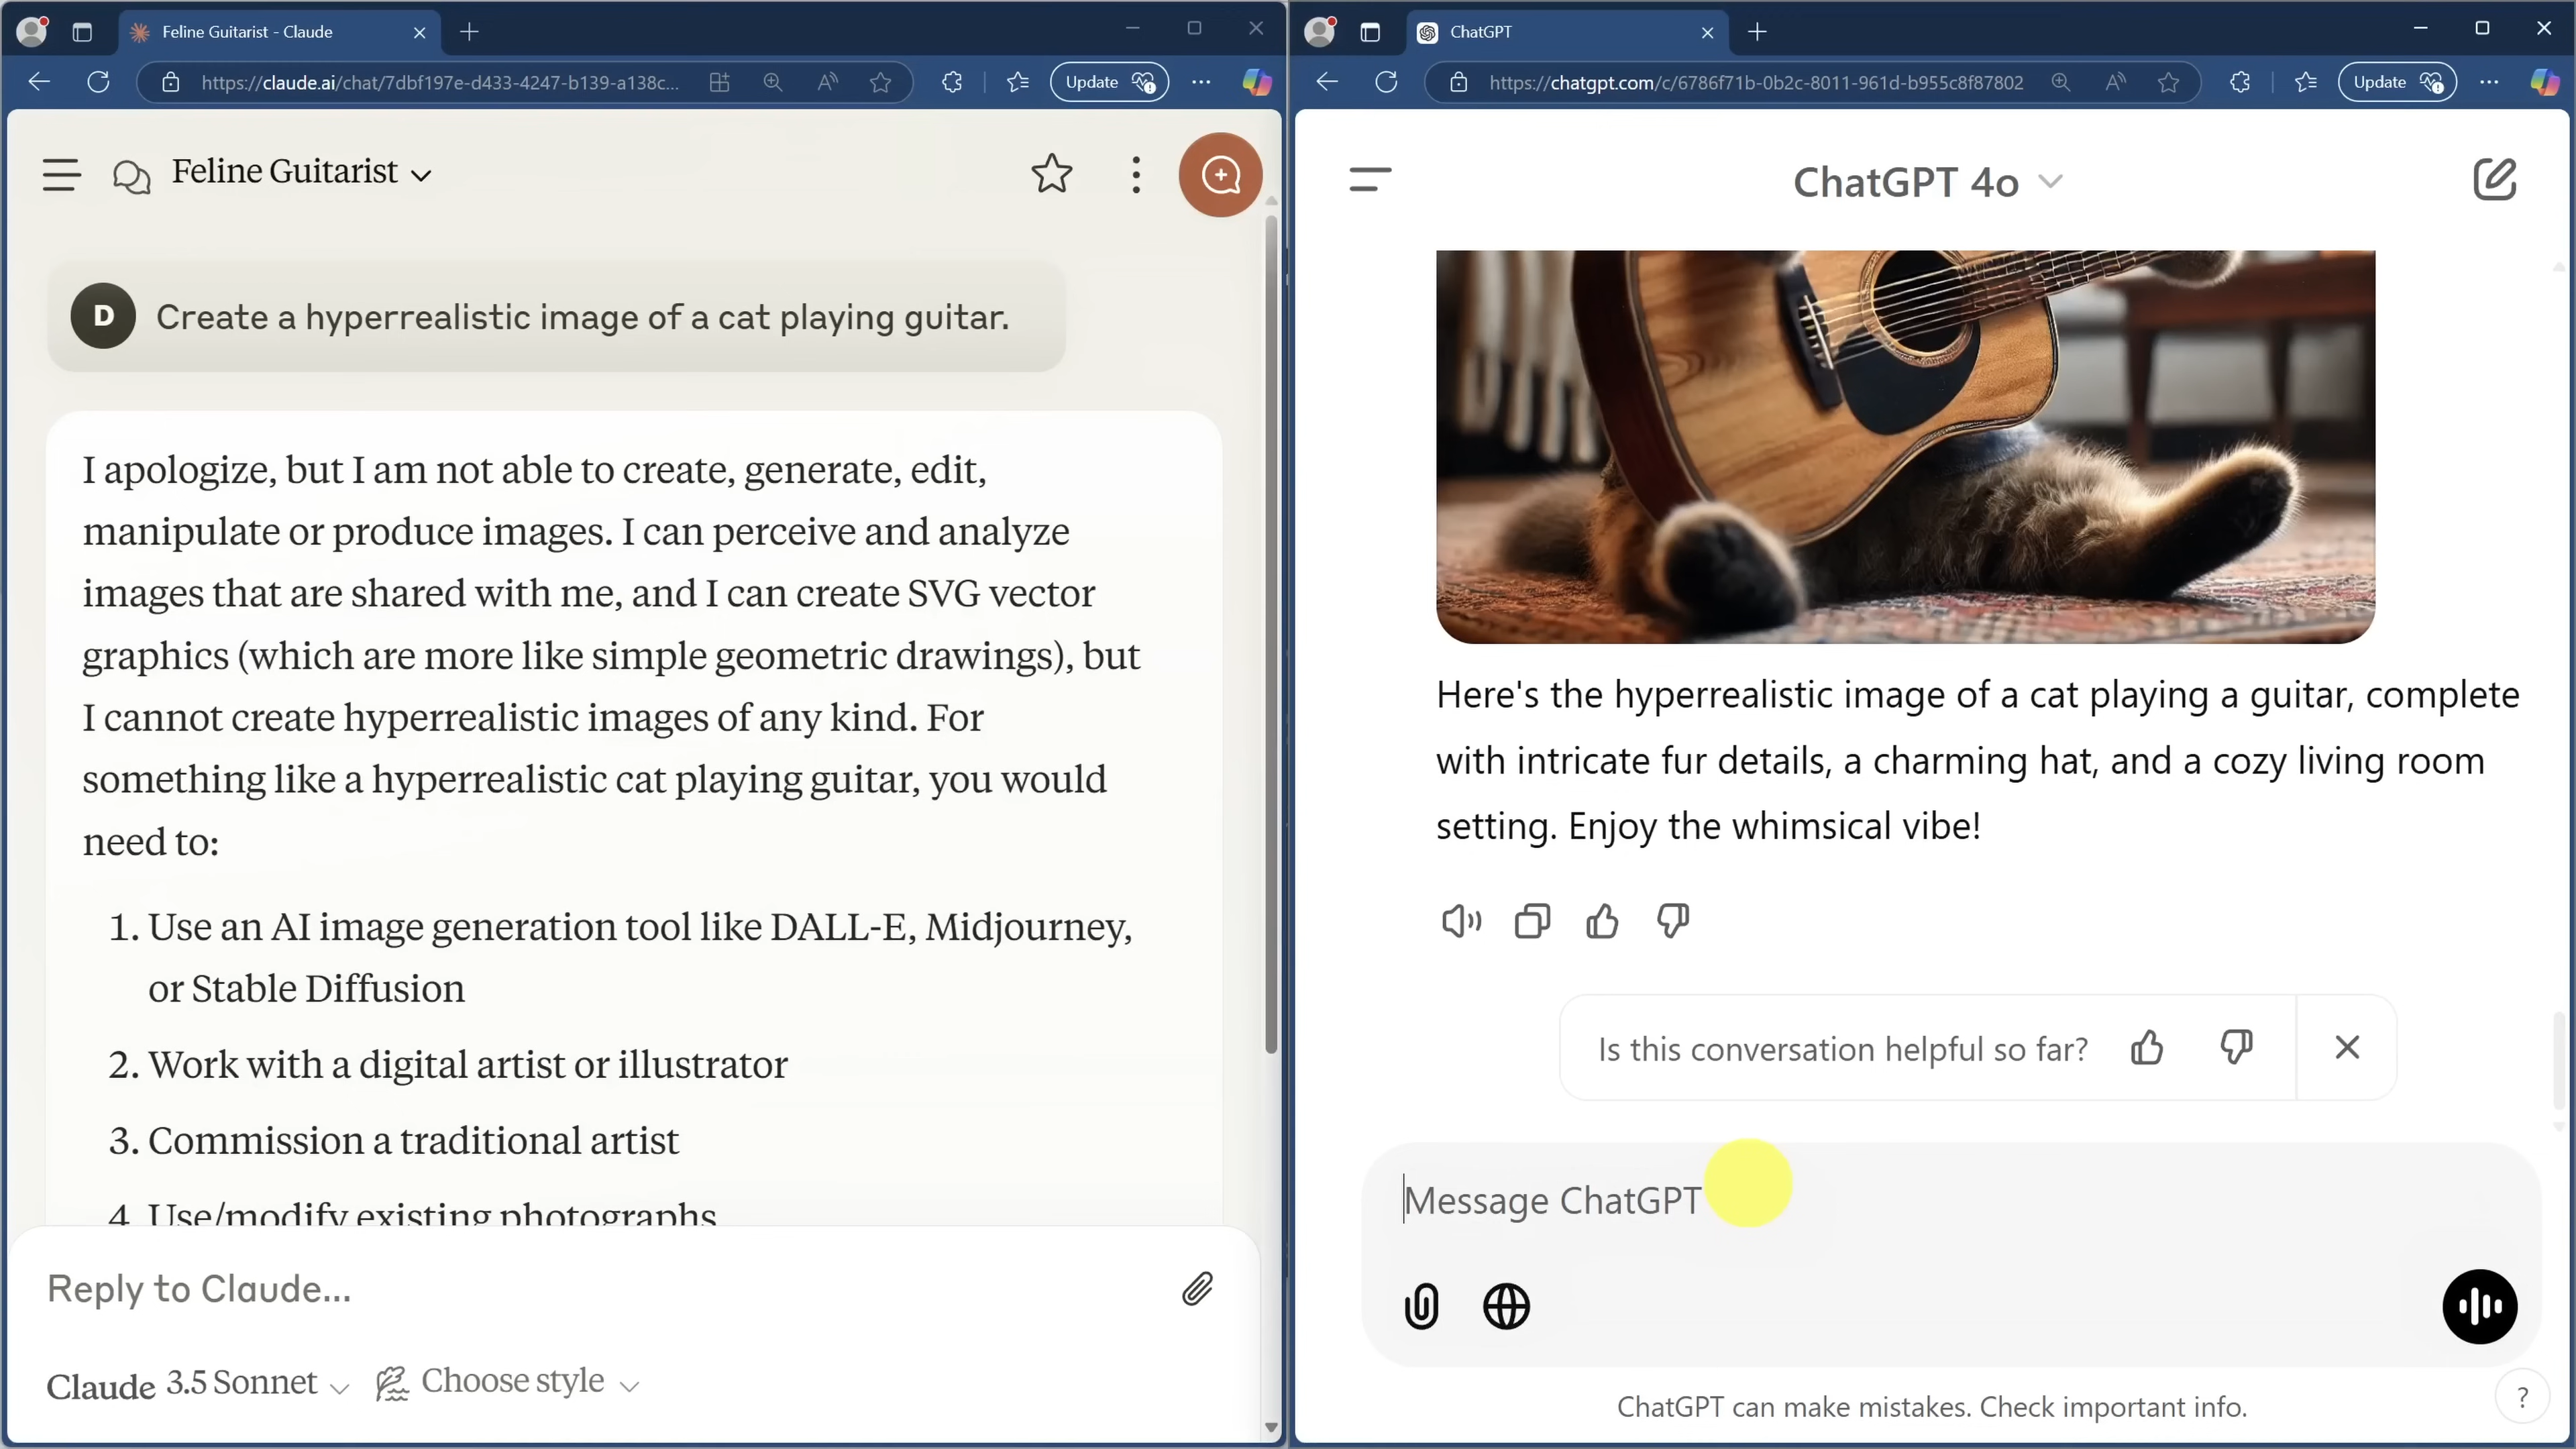 Feline Guitarist - Claude
https://claude.ai/chat/7dbf197e-d433-4247-b139-a138c...
Update
Feline Guitarist
D
Create a hyperrealistic image of a cat playing guitar.
I apologize, but I am not able to create, generate, edit,
manipulate or produce images. I can perceive and analyze
images that are shared with me, and I can create SVG vector
graphics (which are more like simple geometric drawings), but
I cannot create hyperrealistic images of any kind. For
something like a hyperrealistic cat playing guitar, you would
need to:
1. Use an AI image generation tool like DALL-E, Midjourney,
or Stable Diffusion
2. Work with a digital artist or illustrator
3. Commission a traditional artist
4. Use/modify existing photographs
Reply to Claude...
Claude 3.5 Sonnet Choose style
ChatGPT
https://chatgpt.com/c/6786f71b-0b2c-8011-961d-b955c8f87802
Update
ChatGPT 4o
Here's the hyperrealistic image of a cat playing a guitar, complete
with intricate fur details, a charming hat, and a cozy living room
setting. Enjoy the whimsical vibe!
Is this conversation helpful so far?
Message ChatGPT
ChatGPT can make mistakes. Check important info.
?